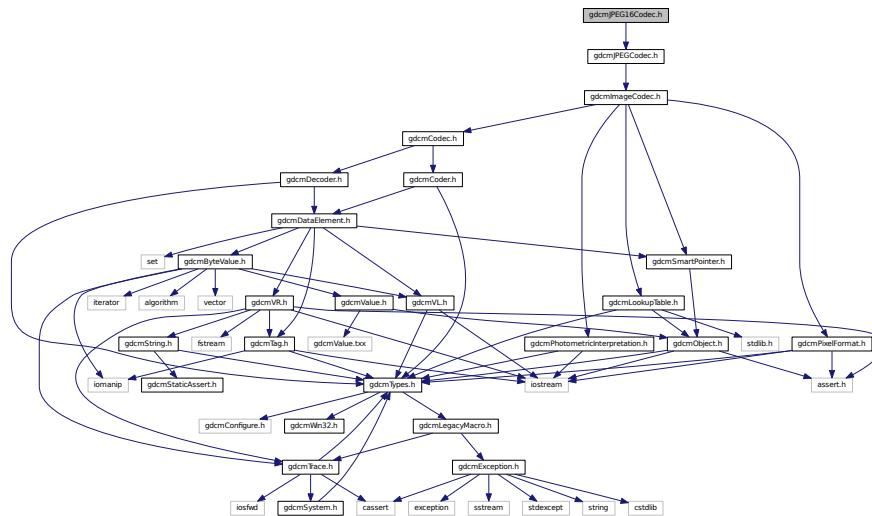 gdcmJPEG16Codec.h
gdcmJPEGCodec.h
gdcmImageCodec.h
gdcmCodec.h
gdcmDecoder.h
gdcmCoder.h
gdcmDataElement.h
set
gdcmByteValue.h
gdcmSmartPointer.h
iterator
algorithm
vector
gdcmVR.h
gdcmValue.h
gdcmVL.h
gdcmLookupTable.h
gdcmString.h
fstream
gdcmTag.h
gdcmValue.txx
gdcmPhotometricInterpretation.h
gdcmObject.h
stdlib.h
gdcmPixelFormat.h
iomanip
gdcmStaticAssert.h
gdcmTypes.h
iostream
assert.h
gdcmConfigure.h
gdcmWin32.h
gdcmLegacyMacro.h
gdcmTrace.h
gdcmException.h
iosfwd
gdcmSystem.h
cassert
exception
sstream
stdexcept
string
cstdlib